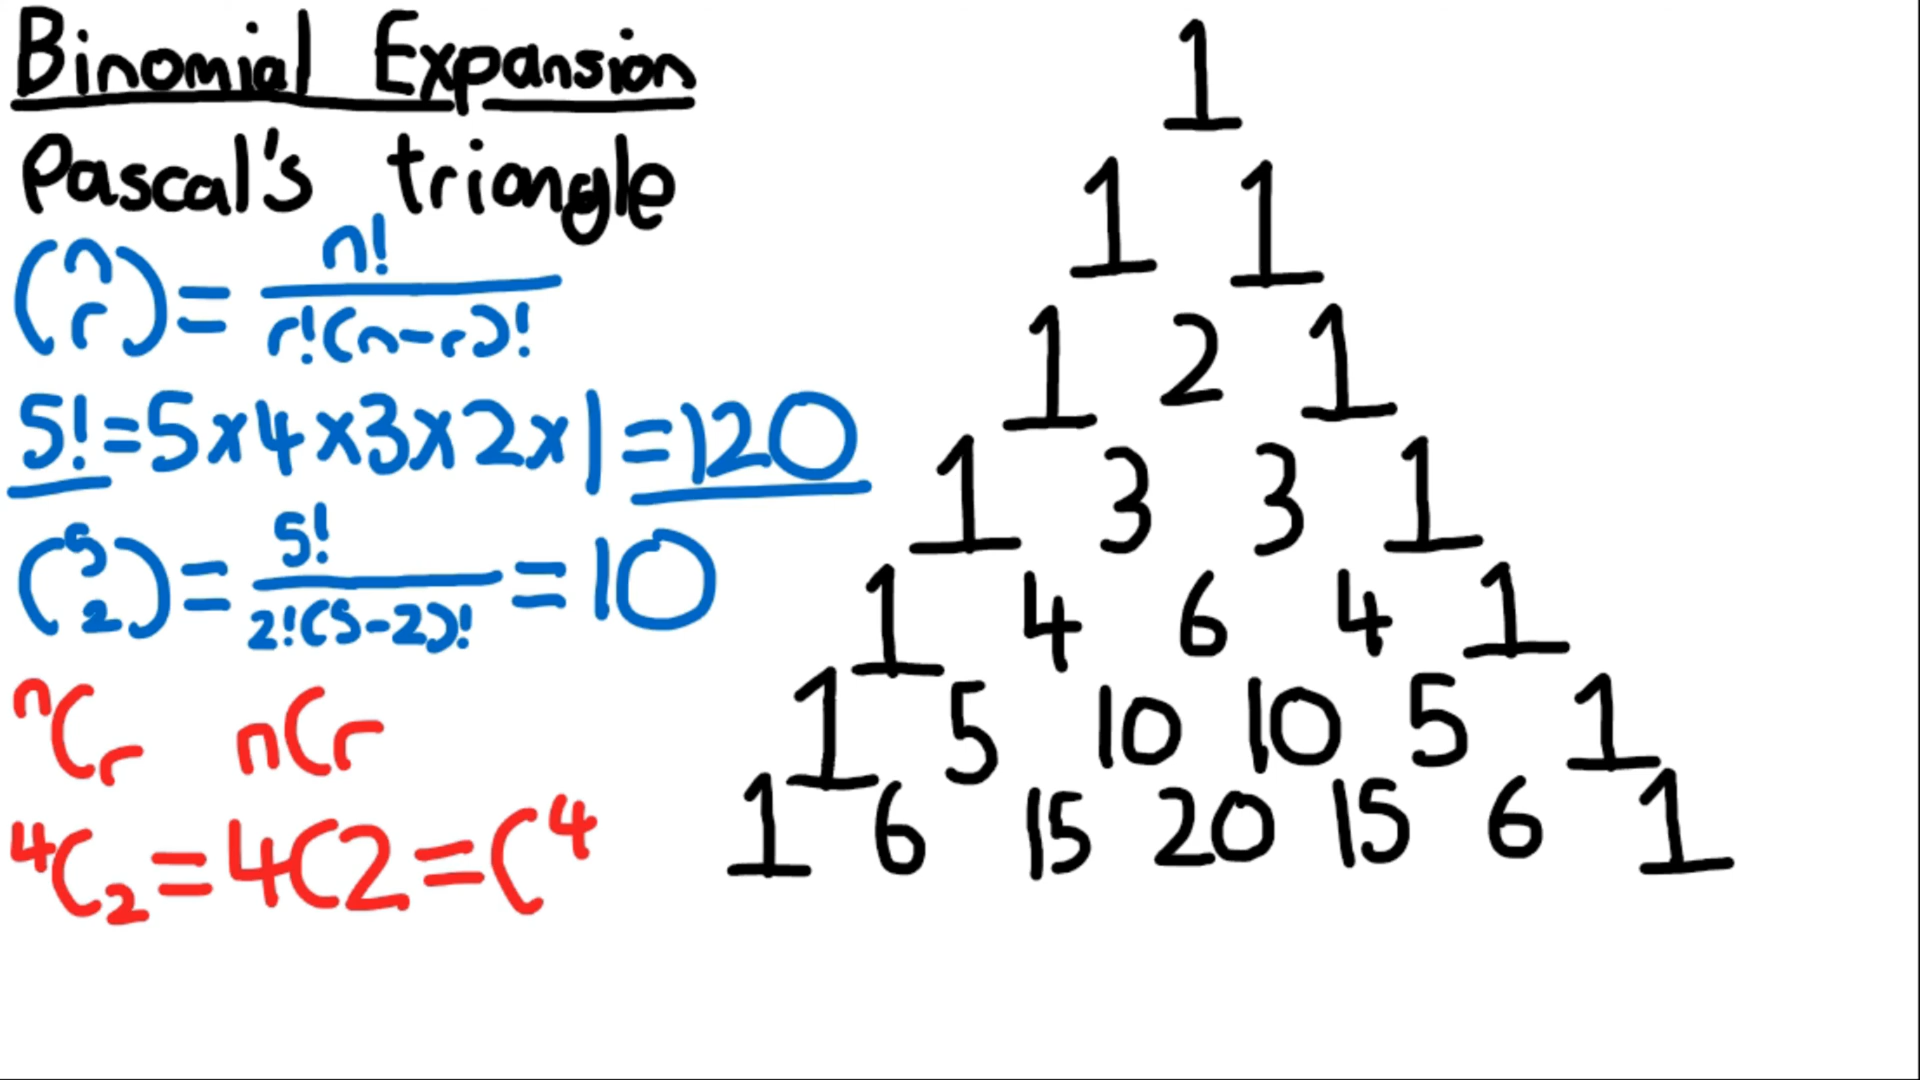 Binomial Expansion
Pascal's triangle
(n r) = n! / r!(n-r)!
5! = 5x4x3x2x1 = 120
(5 2) = 5! / 2!(5-2)! = 10
nCr nCr
4C2 = 4C2 = (4
1
1 1
1 2 1
1 3 3 1
1 4 6 4 1
1 5 10 10 5 1
1 6 15 20 15 6 1